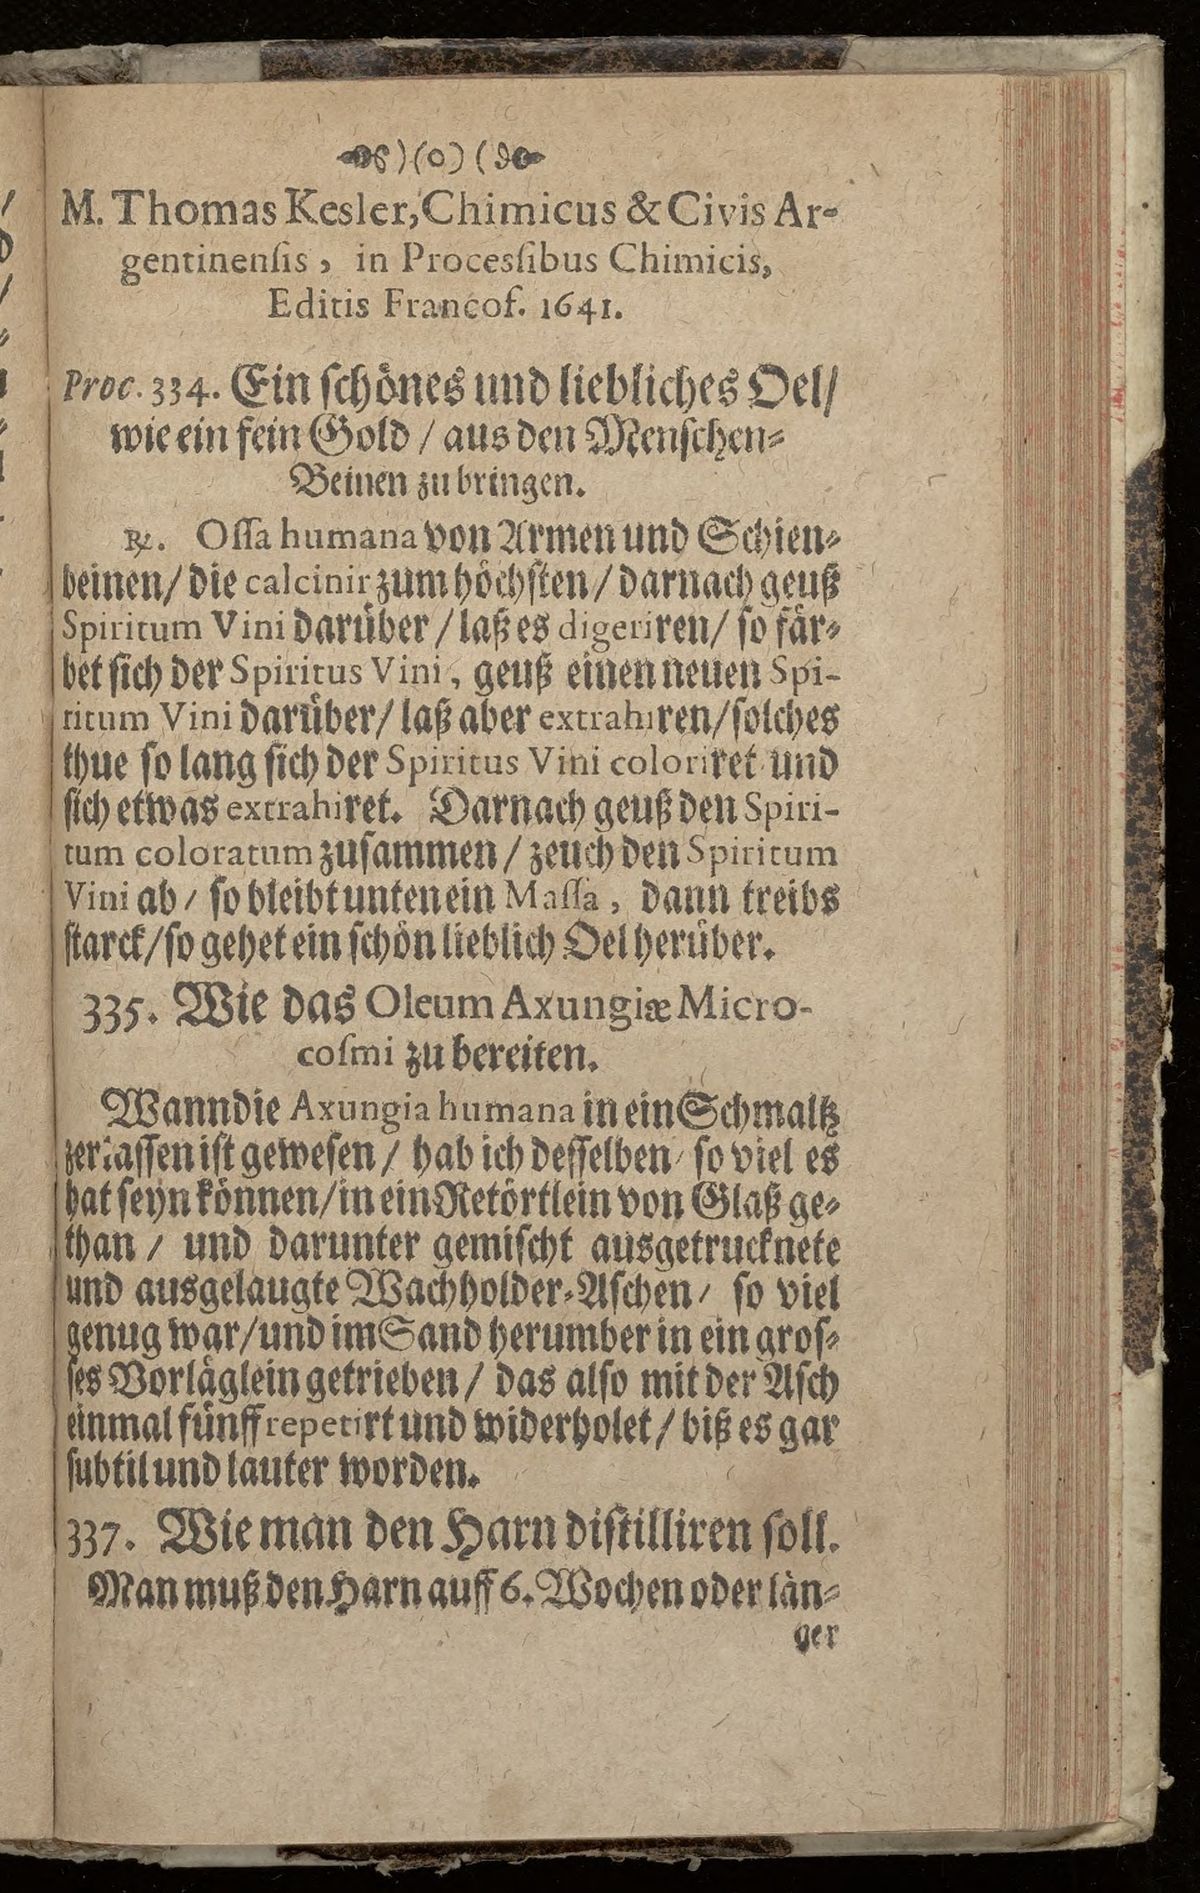 )(o)(
M. Thomas Kesler, Chimicus & Civis Ar-
gentinensis, in Processibus Chimicis,
Editis Francof. 1641.
Proc. 334. Ein schönes und liebliches Oel/
wie ein fein Gold / aus den Menschen-
Beinen zu bringen.
℞. Ossa humana von Armen und Schien-
beinen/ die calcinir zum höchsten / darnach geuß
Spiritum Vini darüber / laß es digeriren/ so fär-
bet sich der Spiritus Vini, geuß einen neuen Spi-
ritum Vini darüber/ laß aber extrahiren/solches
thue so lang sich der Spiritus Vini coloriret und
sich etwas extrahiret. Darnach geuß den Spiri-
tum coloratum zusammen / zeuch den Spiritum
Vini ab / so bleibt unten ein Massa, dann treibs
starck/so gehet ein schön lieblich Oel herüber.
335. Wie das Oleum Axungiæ Micro-
cosmi zu bereiten.
Wann die Axungia humana in ein Schmaltz
zerlassen ist gewesen / hab ich desselben / so viel es
hat seyn können/in ein Retörtlein von Glaß ge-
than / und darunter gemischt ausgetrucknete
und ausgelaugte Wachholder-Aschen / so viel
genug war/und im Sand herumber in ein gros-
ses Vorläglein getrieben / das also mit der Asch
einmal fünff repetirt und widerholet / biß es gar
subtil und lauter worden.
337. Wie man den Harn distilliren soll.
Man muß den Harn auff 6. Wochen oder län-
ger